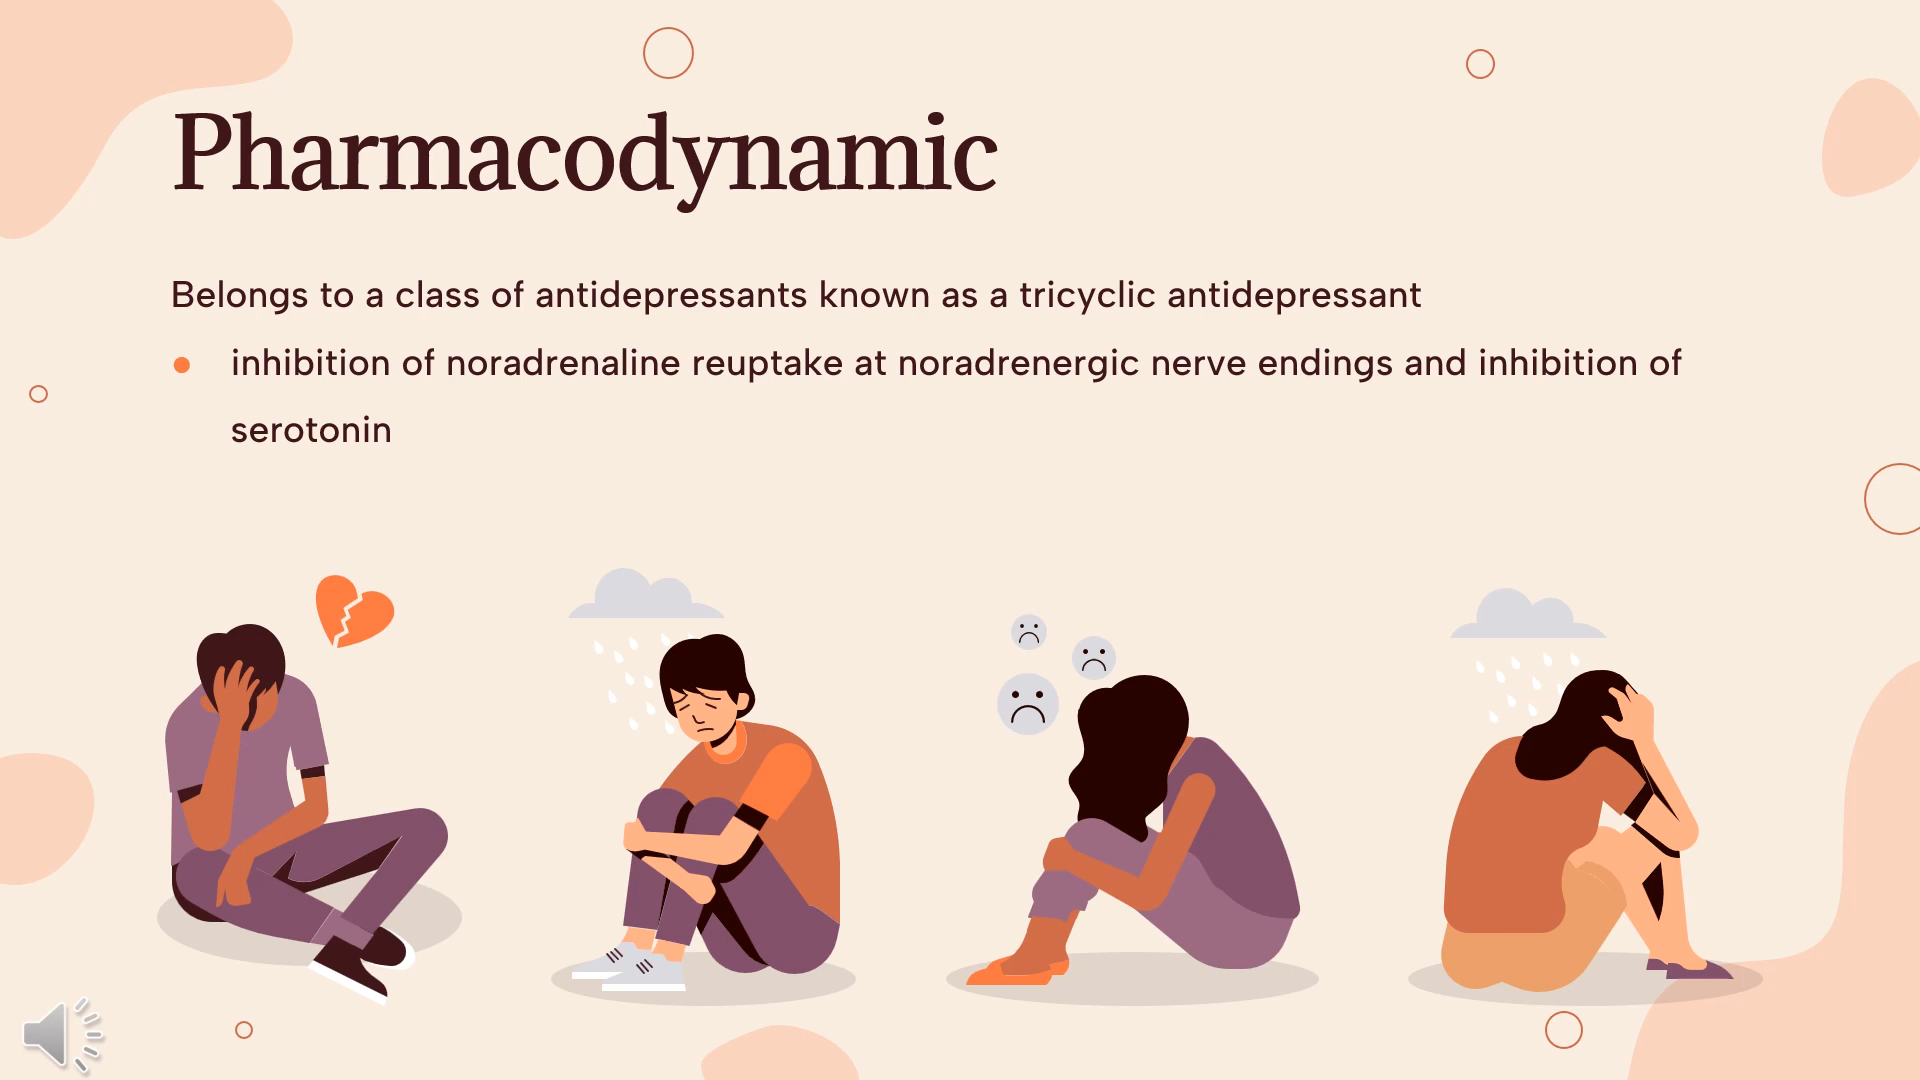 Pharmacodynamic
Belongs to a class of antidepressants known as a tricyclic antidepressant
inhibition of noradrenaline reuptake at noradrenergic nerve endings and inhibition of
serotonin